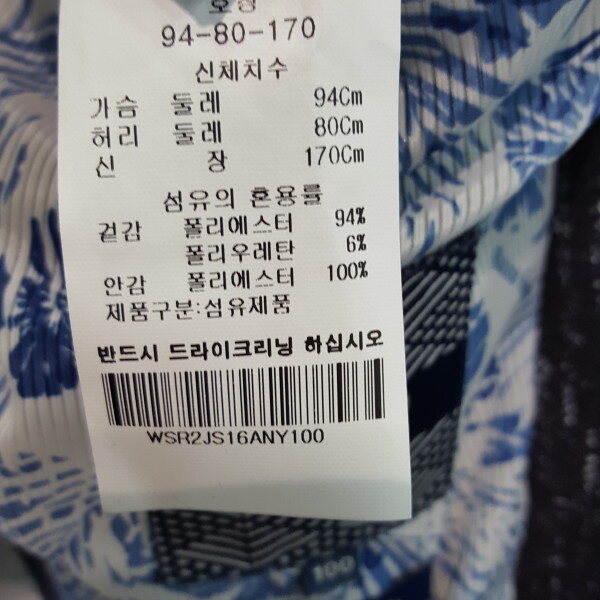 호칭
94-80-170
신체치수
가슴 둘레 94Cm
허리 둘레 80Cm
신 장 170Cm
섬유의 혼용률
겉감 폴리에스터 94%
폴리우레탄 6%
안감 폴리에스터 100%
제품구분:섬유제품
반드시 드라이크리닝 하십시오
WSR2JS16ANY100
100